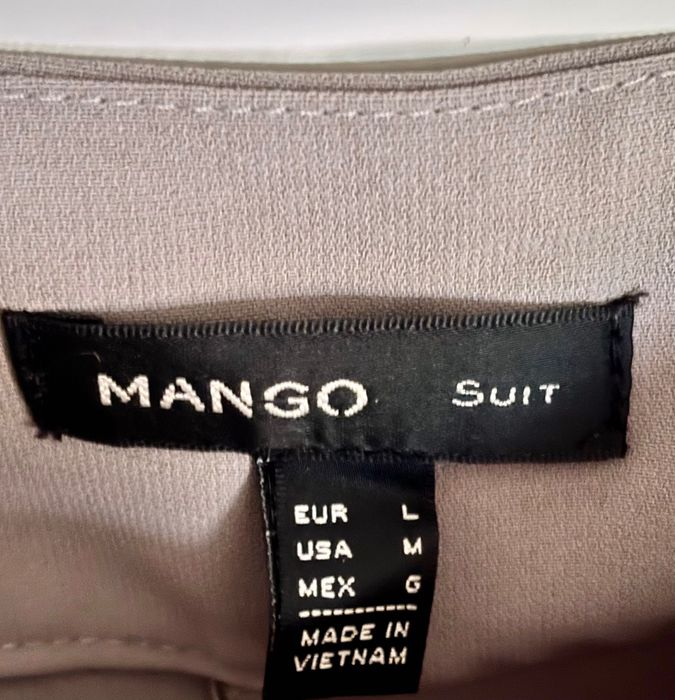 MANGO SUIT
EUR L
USA M
MEX G
MADE IN
VIETNAM